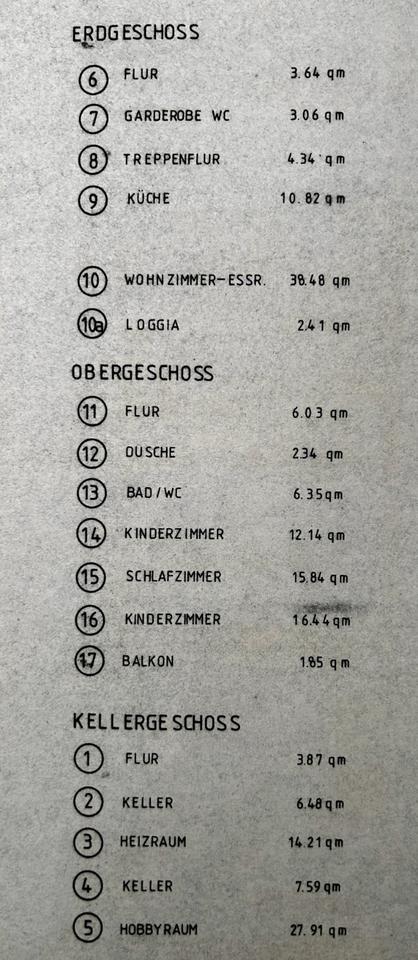 ERDGESCHOSS
6 FLUR 3.64 qm
7 GARDEROBE WC 3.06 qm
8 TREPPENFLUR 4.34 qm
9 KÜCHE 10.82 qm
10 WOHNZIMMER-ESSR. 38.48 qm
10a LOGGIA 2.41 qm
OBERGESCHOSS
11 FLUR 6.03 qm
12 DUSCHE 2.34 qm
13 BAD/WC 6.35 qm
14 KINDERZIMMER 12.14 qm
15 SCHLAFZIMMER 15.84 qm
16 KINDERZIMMER 16.44 qm
17 BALKON 1.85 qm
KELLERGESCHOSS
1 FLUR 3.87 qm
2 KELLER 6.48 qm
3 HEIZRAUM 14.21 qm
4 KELLER 7.59 qm
5 HOBBYRAUM 27.91 qm